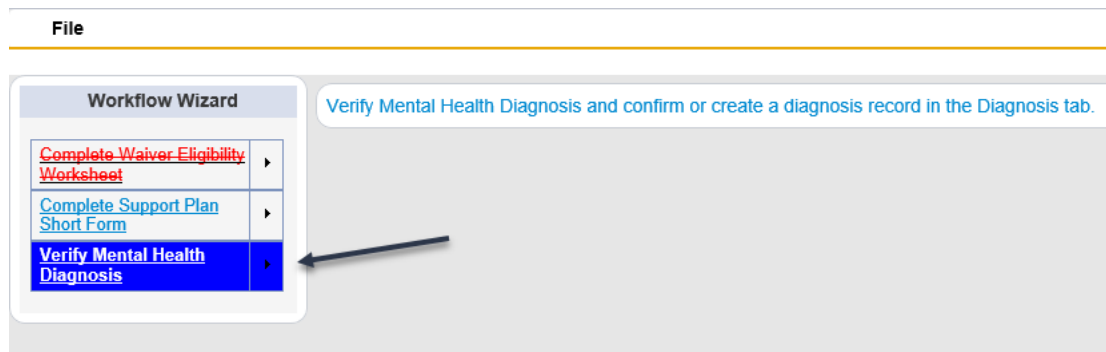 File
Workflow Wizard
Verify Mental Health Diagnosis and confirm or create a diagnosis record in the Diagnosis tab.
Complete Waiver Eligibility
Worksheet
Complete Support Plan
Short Form
Verify Mental Health
Diagnosis